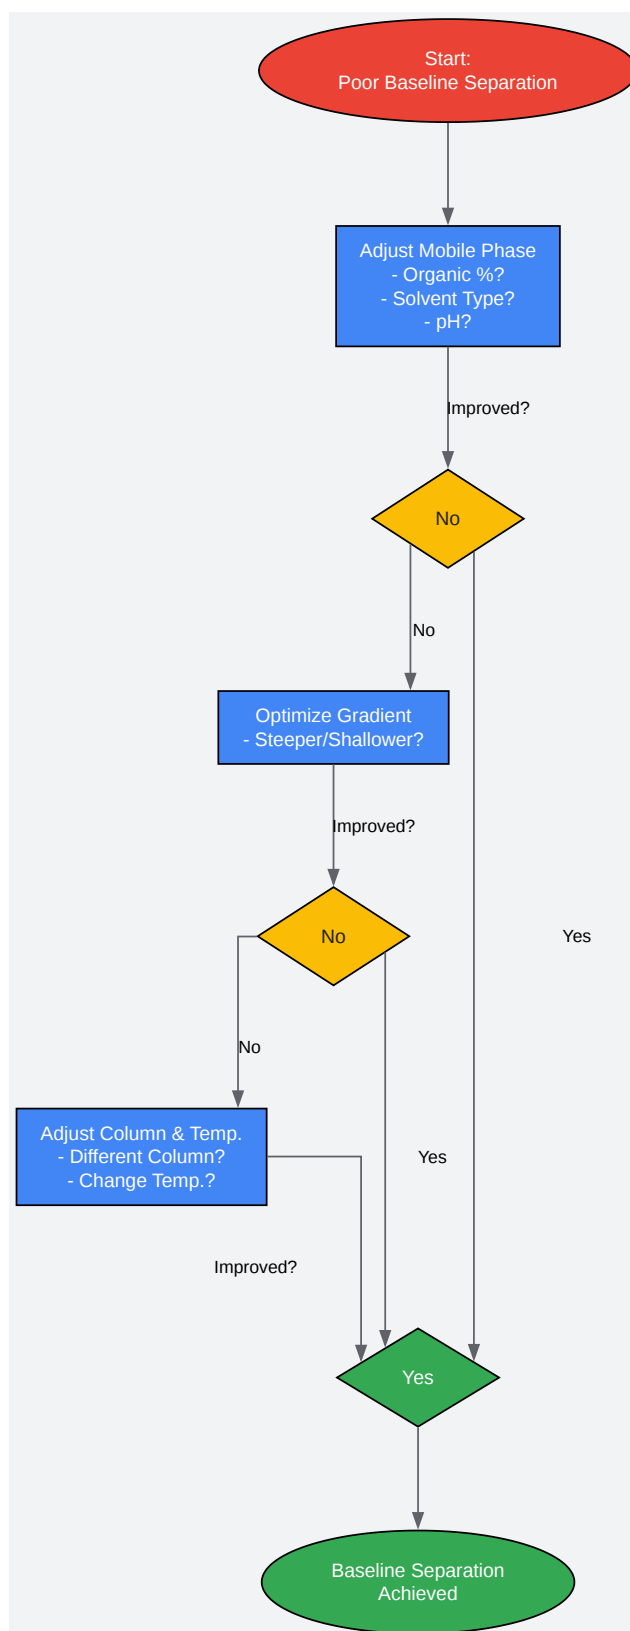 Start:
Poor Baseline Separation
Adjust Mobile Phase
- Organic %?
- Solvent Type?
- pH?
Improved?
No
No
Optimize Gradient
- Steeper/Shallower?
Improved?
No
Yes
No
Adjust Column & Temp.
- Different Column?
- Change Temp.?
Yes
Improved?
Yes
Baseline Separation
Achieved